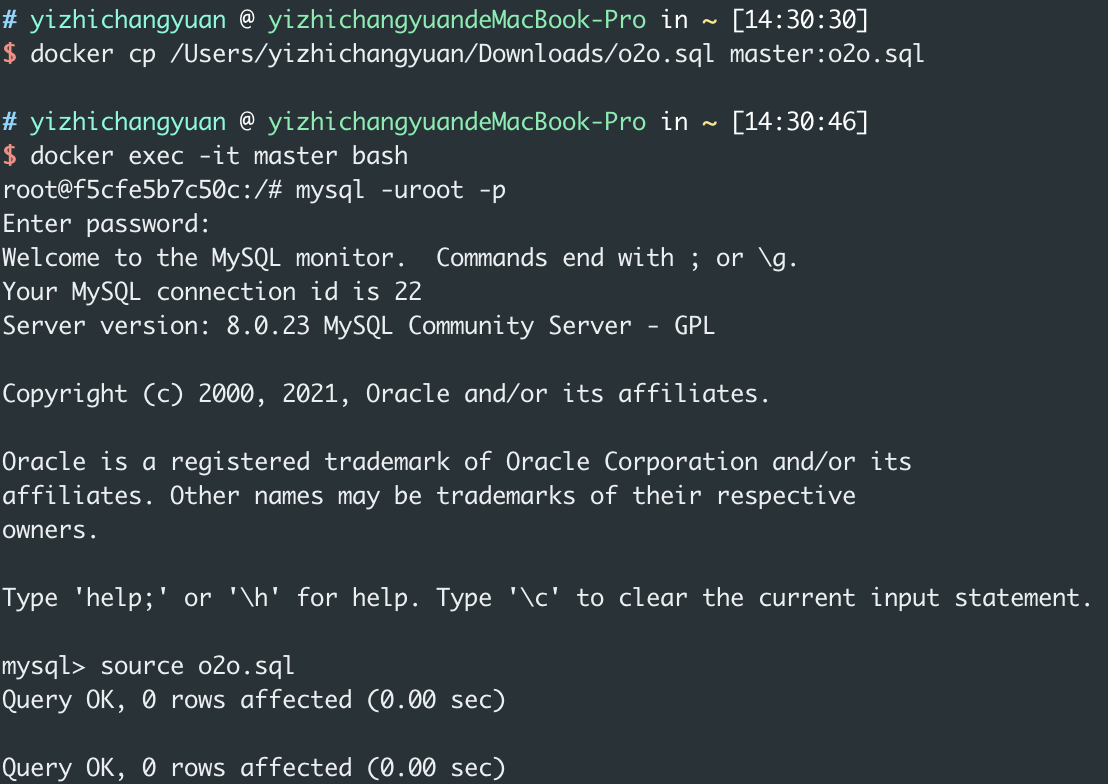 # yizhichangyuan @ yizhichangyuandeMacBook-Pro in ~ [14:30:30]
$ docker cp /Users/yizhichangyuan/Downloads/o2o.sql master:o2o.sql
# yizhichangyuan @ yizhichangyuandeMacBook-Pro in ~ [14:30:46]
$ docker exec -it master bash
root@f5cfe5b7c50c:/# mysql -uroot -p
Enter password:
Welcome to the MySQL monitor.  Commands end with ; or \g.
Your MySQL connection id is 22
Server version: 8.0.23 MySQL Community Server - GPL
Copyright (c) 2000, 2021, Oracle and/or its affiliates.
Oracle is a registered trademark of Oracle Corporation and/or its
affiliates. Other names may be trademarks of their respective
owners.
Type 'help;' or '\h' for help. Type '\c' to clear the current input statement.
mysql> source o2o.sql
Query OK, 0 rows affected (0.00 sec)
Query OK, 0 rows affected (0.00 sec)